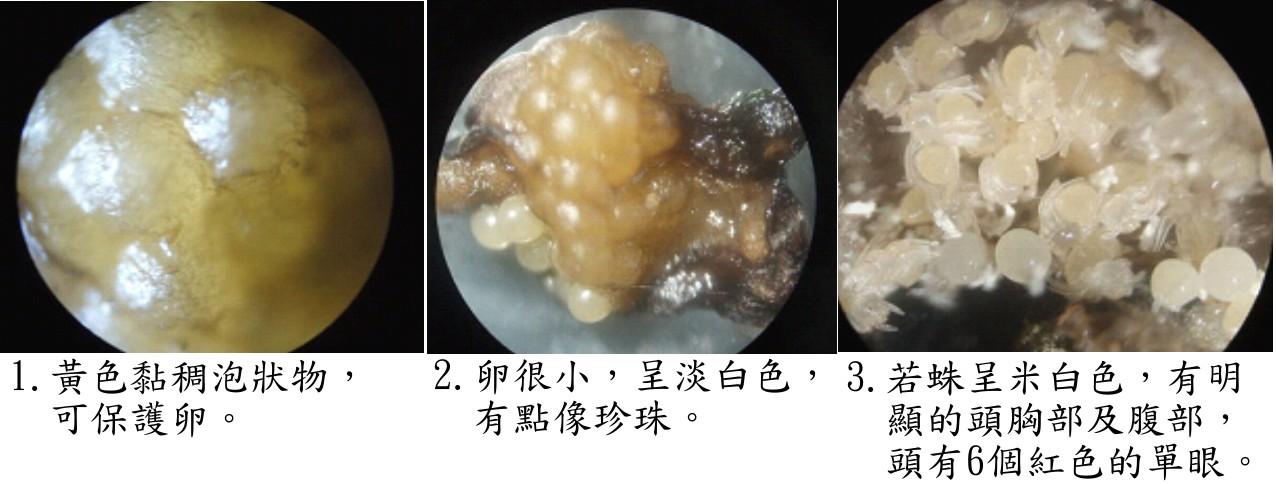 1. 黃色黏稠泡狀物，
可保護卵。
2. 卵很小，呈淡白色，
有點像珍珠。
3. 若蛛呈米白色，有明
顯的頭胸部及腹部，
頭有6個紅色的單眼。